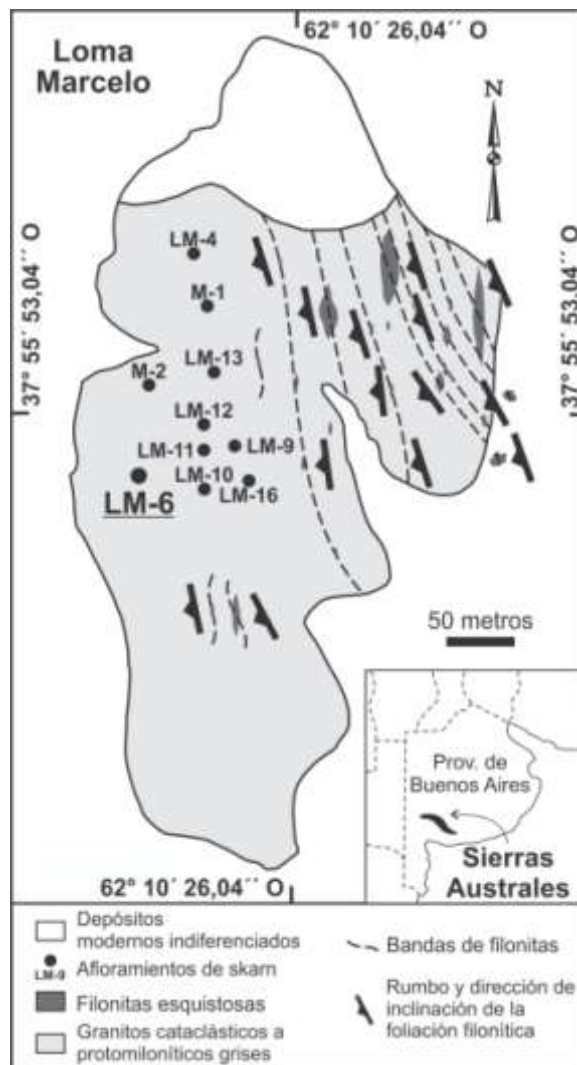 62° 10´ 26,04´´ O
Loma
Marcelo
N
LM-4
M-1
37° 55´ 53,04´´ O
37° 55´ 53,04´´ O
LM-13
M-2
LM-12
LM-11
LM-9
LM-10
LM-16
LM-6
50 metros
Prov. de
Buenos Aires
Sierras
Australes
62° 10´ 26,04´´ O
Depósitos
modernos indiferenciados
LM-9
Afloramientos de skarn
Filonitas esquistosas
Granitos cataclásticos a
protomiloníticos grises
Bandas de filonitas
Rumbo y dirección de
inclinación de la
foliación filonítica